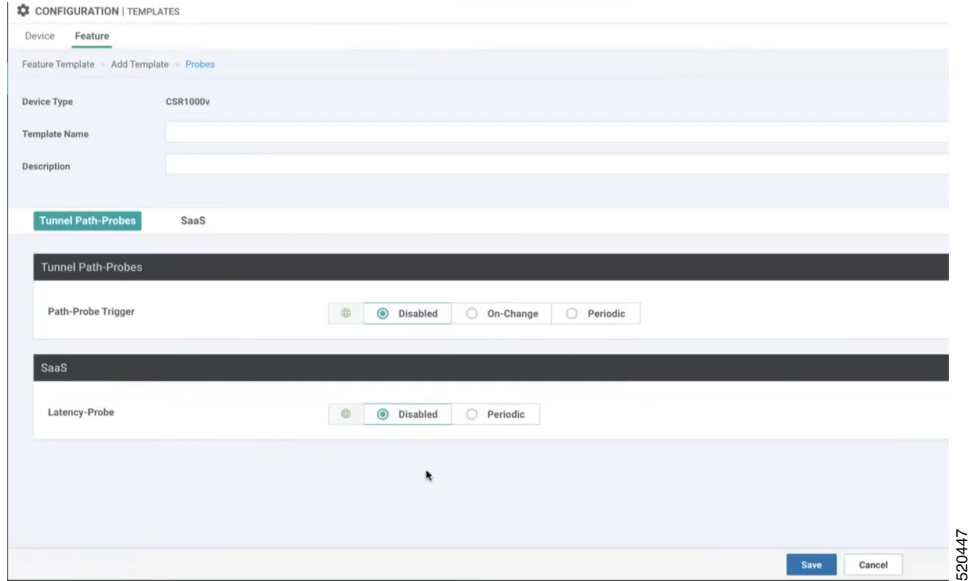 CONFIGURATION | TEMPLATES
Device Feature
Feature Template Add Template Probes
Device Type CSR1000v
Template Name
Description
Tunnel Path-Probes SaaS
Tunnel Path-Probes
Path-Probe Trigger Disabled On-Change Periodic
SaaS
Latency-Probe Disabled Periodic
Save Cancel
520447